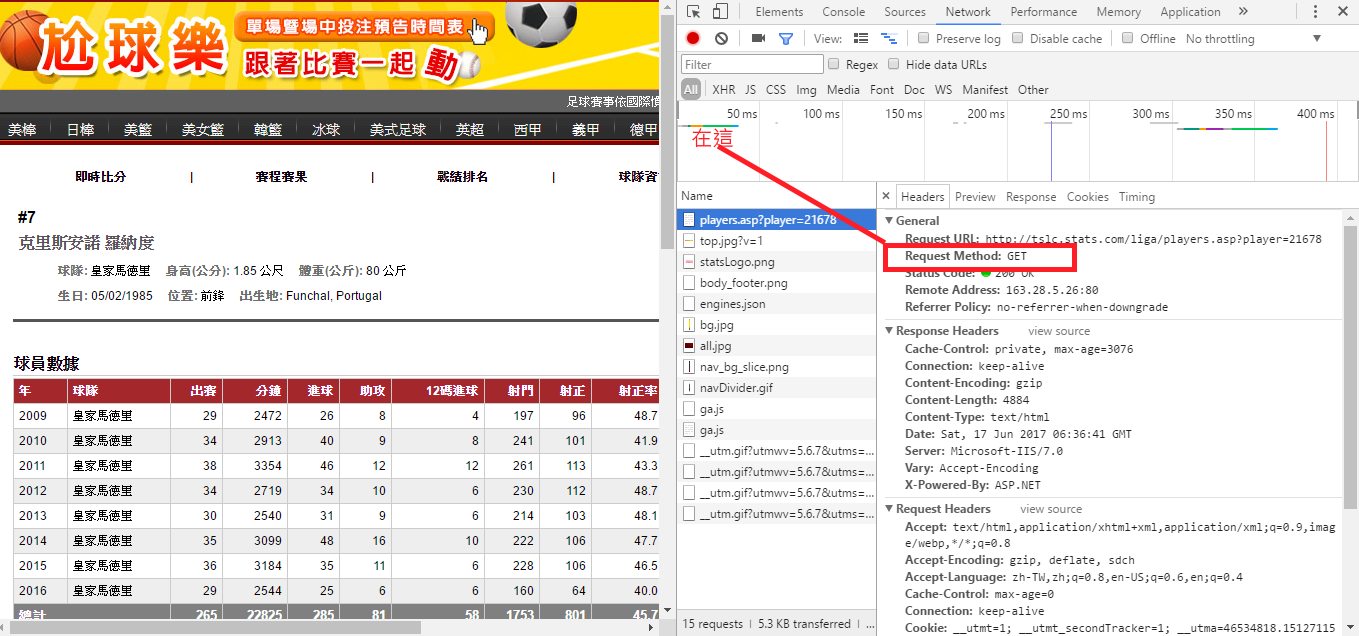 尬球樂
單場暨場中投注預告時間表
跟著比賽一起動
足球賽事依國際慣
美棒 日棒 美籃 美女籃 韓籃 冰球 美式足球 英超 西甲 義甲 德甲
即時比分 | 賽程賽果 | 戰績排名 | 球隊資
#7
克里斯安諾 羅納度
球隊: 皇家馬德里 身高(公分): 1.85 公尺 體重(公斤): 80 公斤
生日: 05/02/1985 位置: 前鋒 出生地: Funchal, Portugal
球員數據
年 球隊 出賽 分鐘 進球 助攻 12碼進球 射門 射正 射正率
2009 皇家馬德里 29 2472 26 8 4 197 96 48.7
2010 皇家馬德里 34 2913 40 9 8 241 101 41.9
2011 皇家馬德里 38 3354 46 12 12 261 113 43.3
2012 皇家馬德里 34 2719 34 10 6 230 112 48.7
2013 皇家馬德里 30 2540 31 9 6 214 103 48.1
2014 皇家馬德里 35 3099 48 16 10 222 106 47.7
2015 皇家馬德里 36 3184 35 11 6 228 106 46.5
2016 皇家馬德里 29 2544 25 6 6 160 64 40.0
總計 265 22825 285 81 58 1753 801 45.7
Elements Console Sources Network Performance Memory Application »
View: Preserve log Disable cache Offline No throttling
Filter Regex Hide data URLs
All XHR JS CSS Img Media Font Doc WS Manifest Other
50 ms 100 ms 150 ms 200 ms 250 ms 300 ms 350 ms 400 ms
在這
Name
players.asp?player=21678
top.jpg?v=1
statsLogo.png
body_footer.png
engines.json
bg.jpg
all.jpg
nav_bg_slice.png
navDivider.gif
ga.js
ga.js
__utm.gif?utmwv=5.6.7&utms=...
__utm.gif?utmwv=5.6.7&utms=...
__utm.gif?utmwv=5.6.7&utms=...
__utm.gif?utmwv=5.6.7&utms=...
15 requests | 5.3 KB transferred | ...
Headers Preview Response Cookies Timing
General
Request URL: http://tslc.stats.com/liga/players.asp?player=21678
Request Method: GET
Status Code: 200 OK
Remote Address: 163.28.5.26:80
Referrer Policy: no-referrer-when-downgrade
Response Headers view source
Cache-Control: private, max-age=3076
Connection: keep-alive
Content-Encoding: gzip
Content-Length: 4884
Content-Type: text/html
Date: Sat, 17 Jun 2017 06:36:41 GMT
Server: Microsoft-IIS/7.0
Vary: Accept-Encoding
X-Powered-By: ASP.NET
Request Headers view source
Accept: text/html,application/xhtml+xml,application/xml;q=0.9,imag
e/webp,*/*;q=0.8
Accept-Encoding: gzip, deflate, sdch
Accept-Language: zh-TW,zh;q=0.8,en-US;q=0.6,en;q=0.4
Cache-Control: max-age=0
Connection: keep-alive
Cookie: __utmt=1; __utmt_secondTracker=1; __utma=46534818.15127115